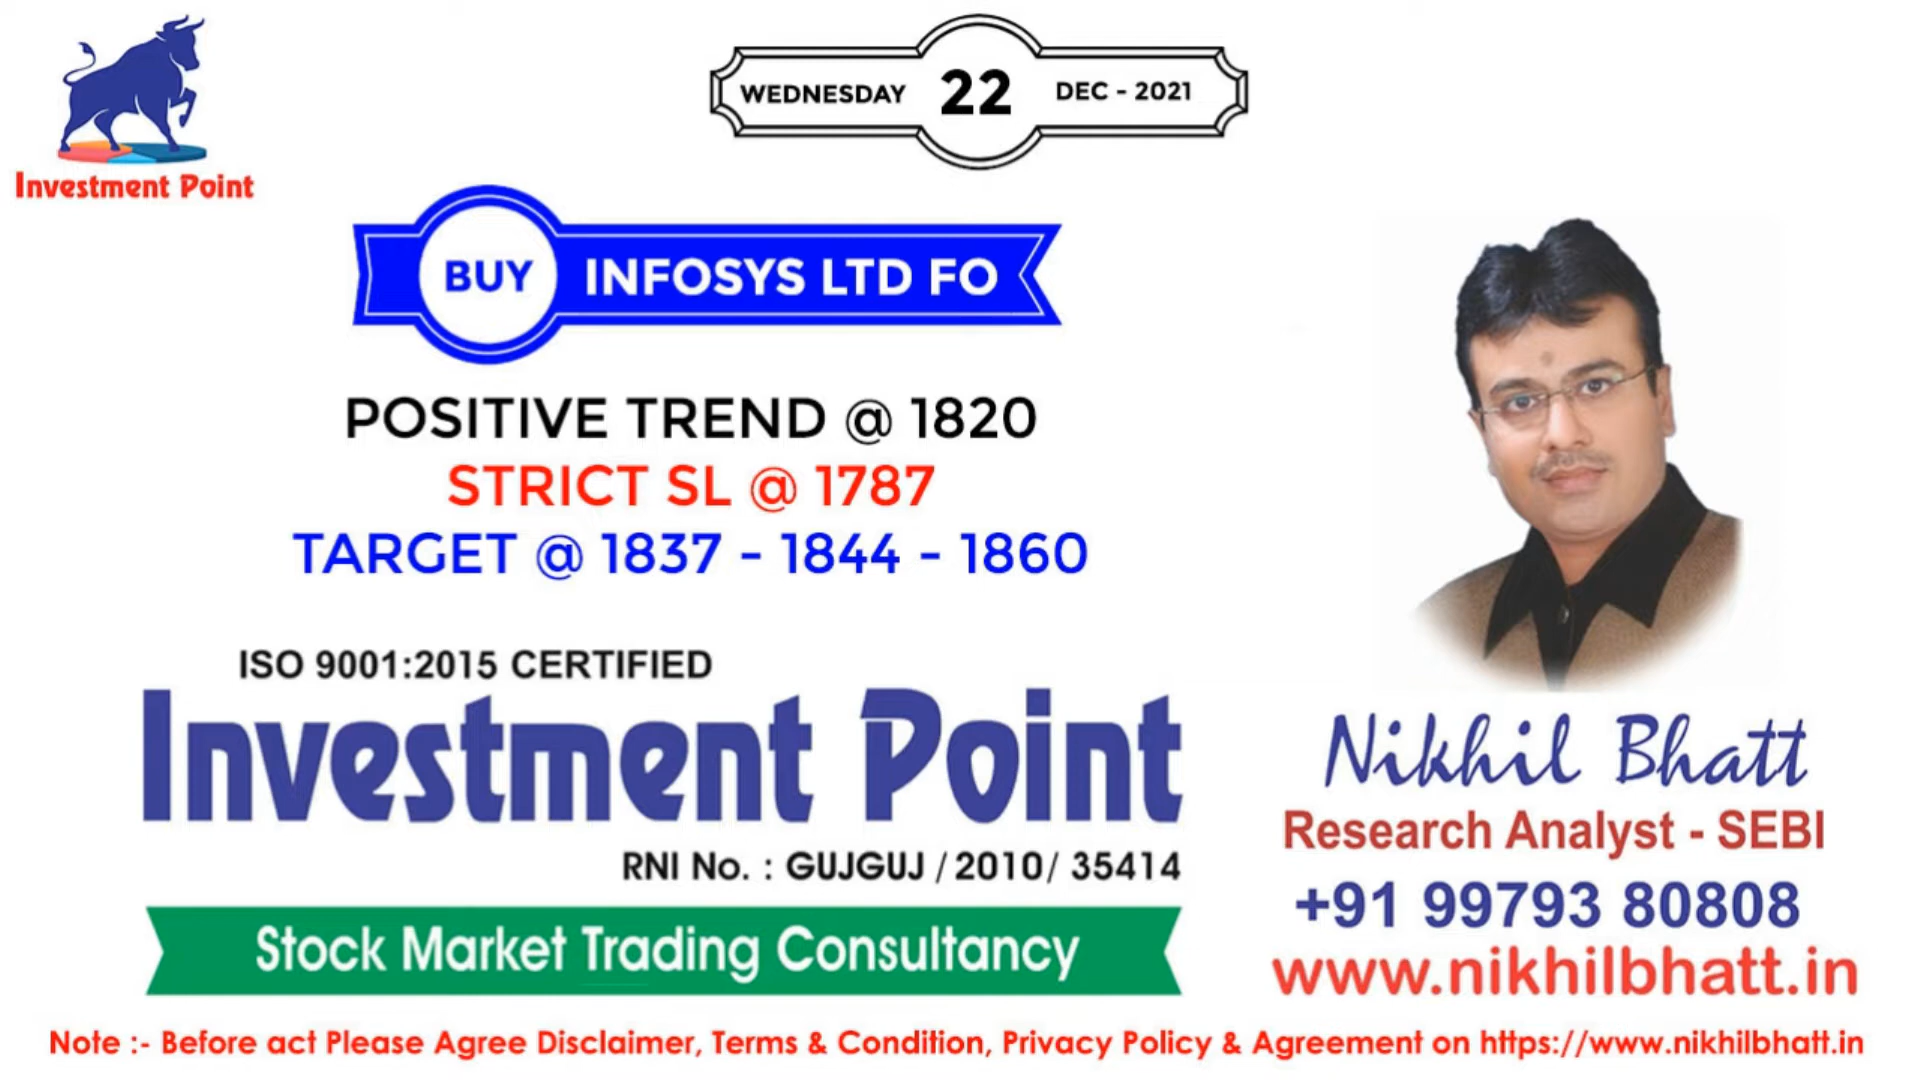 WEDNESDAY 22 DEC - 2021
Investment Point
BUY INFOSYS LTD FO
POSITIVE TREND @ 1820
STRICT SL @ 1787
TARGET @ 1837 - 1844 - 1860
ISO 9001:2015 CERTIFIED
Investment Point
RNI No. : GUJGUJ / 2010/ 35414
Stock Market Trading Consultancy
Nikhil Bhatt
Research Analyst - SEBI
+91 99793 80808
www.nikhilbhatt.in
Note :- Before act Please Agree Disclaimer, Terms & Condition, Privacy Policy & Agreement on https://www.nikhilbhatt.in